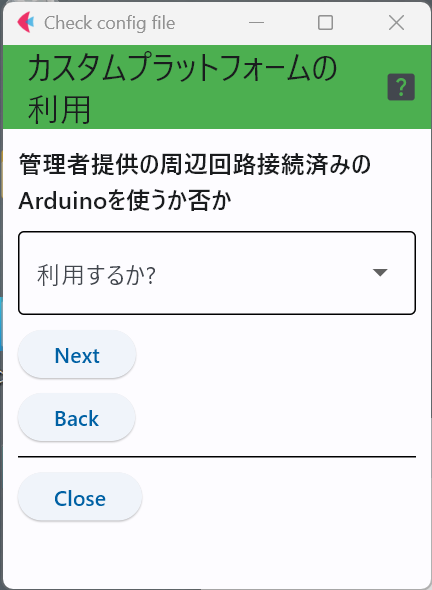 Check config file
カスタムプラットフォームの
利用
?
管理者提供の周辺回路接続済みの
Arduinoを使うか否か
利用するか?
Next
Back
Close